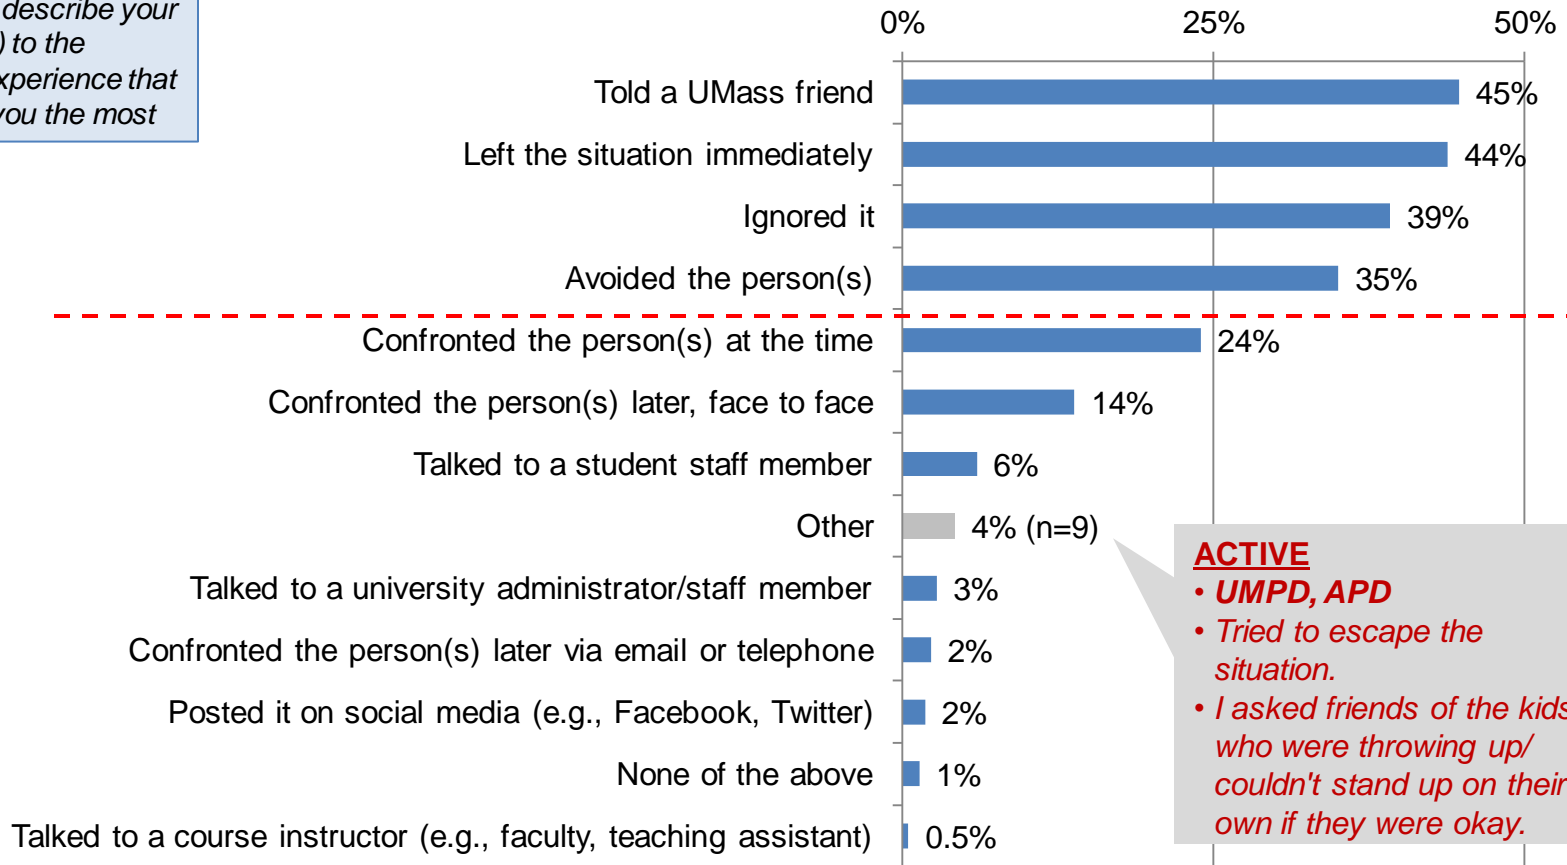 describe your
) to the
xperience that
you the most
0% 25% 50%
Told a UMass friend 45%
Left the situation immediately 44%
Ignored it 39%
Avoided the person(s) 35%
Confronted the person(s) at the time 24%
Confronted the person(s) later, face to face 14%
Talked to a student staff member 6%
Other 4% (n=9)
Talked to a university administrator/staff member 3%
Confronted the person(s) later via email or telephone 2%
Posted it on social media (e.g., Facebook, Twitter) 2%
None of the above 1%
Talked to a course instructor (e.g., faculty, teaching assistant) 0.5%
ACTIVE
• UMPD, APD
• Tried to escape the
situation.
• I asked friends of the kids
who were throwing up/
couldn't stand up on their
own if they were okay.